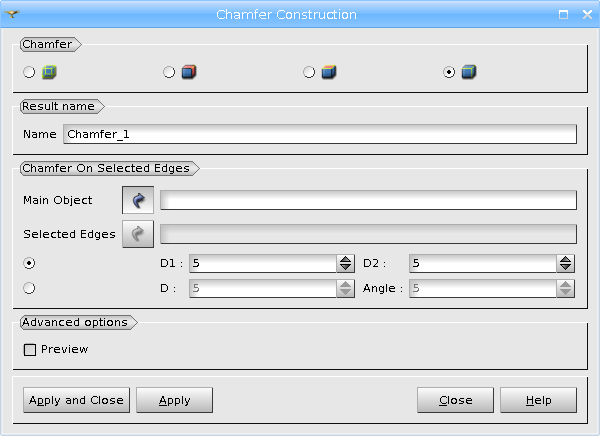 Chamfer Construction
Chamfer
Result name
Name Chamfer_1
Chamfer On Selected Edges
Main Object
Selected Edges
D1 : 5 D2 : 5
D : 5 Angle : 5
Advanced options
Preview
Apply and Close Apply Close Help